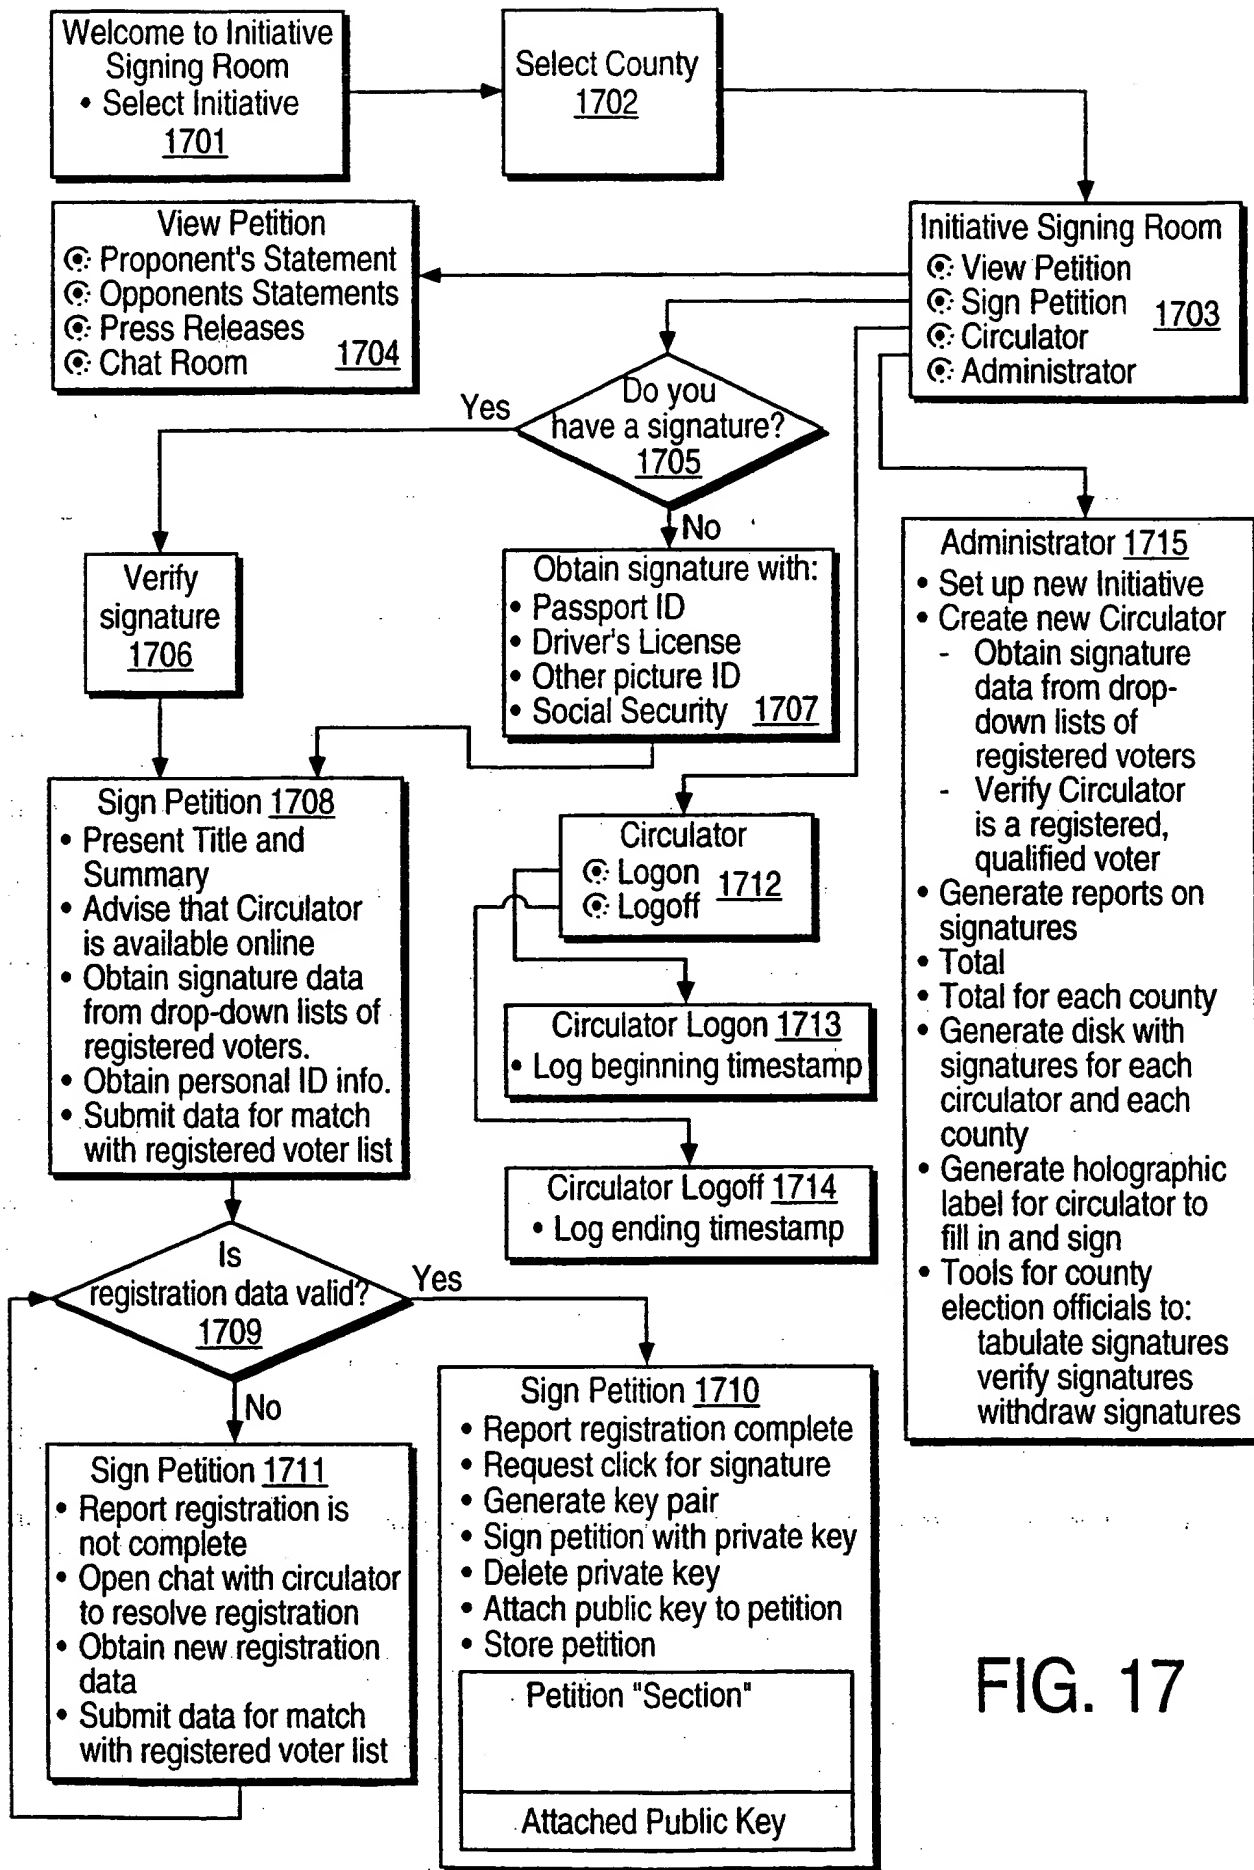 Welcome to Initiative
Signing Room
• Select Initiative
1701
Select County
1702
Initiative Signing Room
View Petition
Sign Petition
Circulator
Administrator
1703
View Petition
Proponent's Statement
Opponents Statements
Press Releases
Chat Room
1704
Do you
have a signature?
1705
Yes
No
Verify
signature
1706
Obtain signature with:
• Passport ID
• Driver's License
• Other picture ID
• Social Security 1707
Administrator 1715
• Set up new Initiative
• Create new Circulator
- Obtain signature
data from drop-
down lists of
registered voters
- Verify Circulator
is a registered,
qualified voter
• Generate reports on
signatures
• Total
• Total for each county
• Generate disk with
signatures for each
circulator and each
county
• Generate holographic
label for circulator to
fill in and sign
• Tools for county
election officials to:
tabulate signatures
verify signatures
withdraw signatures
Sign Petition 1708
• Present Title and
Summary
• Advise that Circulator
is available online
• Obtain signature data
from drop-down lists of
registered voters.
• Obtain personal ID info.
• Submit data for match
with registered voter list
Circulator
Logon
Logoff
1712
Circulator Logon 1713
• Log beginning timestamp
Circulator Logoff 1714
• Log ending timestamp
Is
registration data valid?
1709
Yes
No
Sign Petition 1710
• Report registration complete
• Request click for signature
• Generate key pair
• Sign petition with private key
• Delete private key
• Attach public key to petition
• Store petition
Petition "Section"
Attached Public Key
Sign Petition 1711
• Report registration is
not complete
• Open chat with circulator
to resolve registration
• Obtain new registration
data
• Submit data for match
with registered voter list
FIG. 17